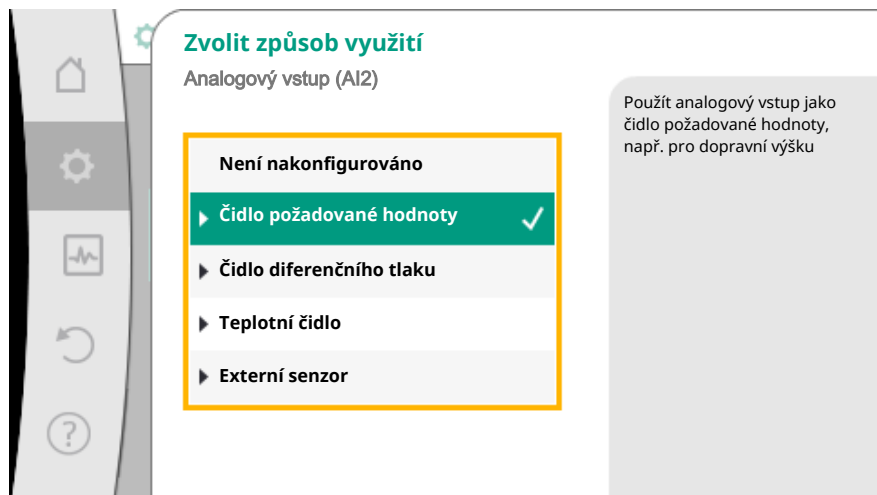 Zvolit způsob využití
Analogový vstup (AI2)
Není nakonfigurováno
Čidlo požadované hodnoty
Čidlo diferenčního tlaku
Teplotní čidlo
Externí senzor
Použít analogový vstup jako
čidlo požadované hodnoty,
např. pro dopravní výšku